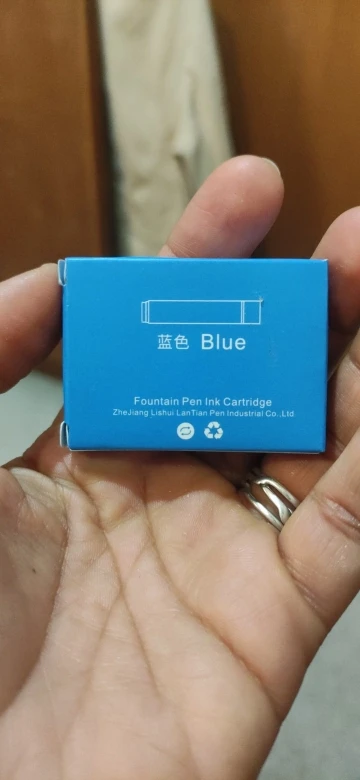 蓝色 Blue
Fountain Pen Ink Cartridge
ZheJiang Lishui LanTian Pen Industrial Co.,Ltd